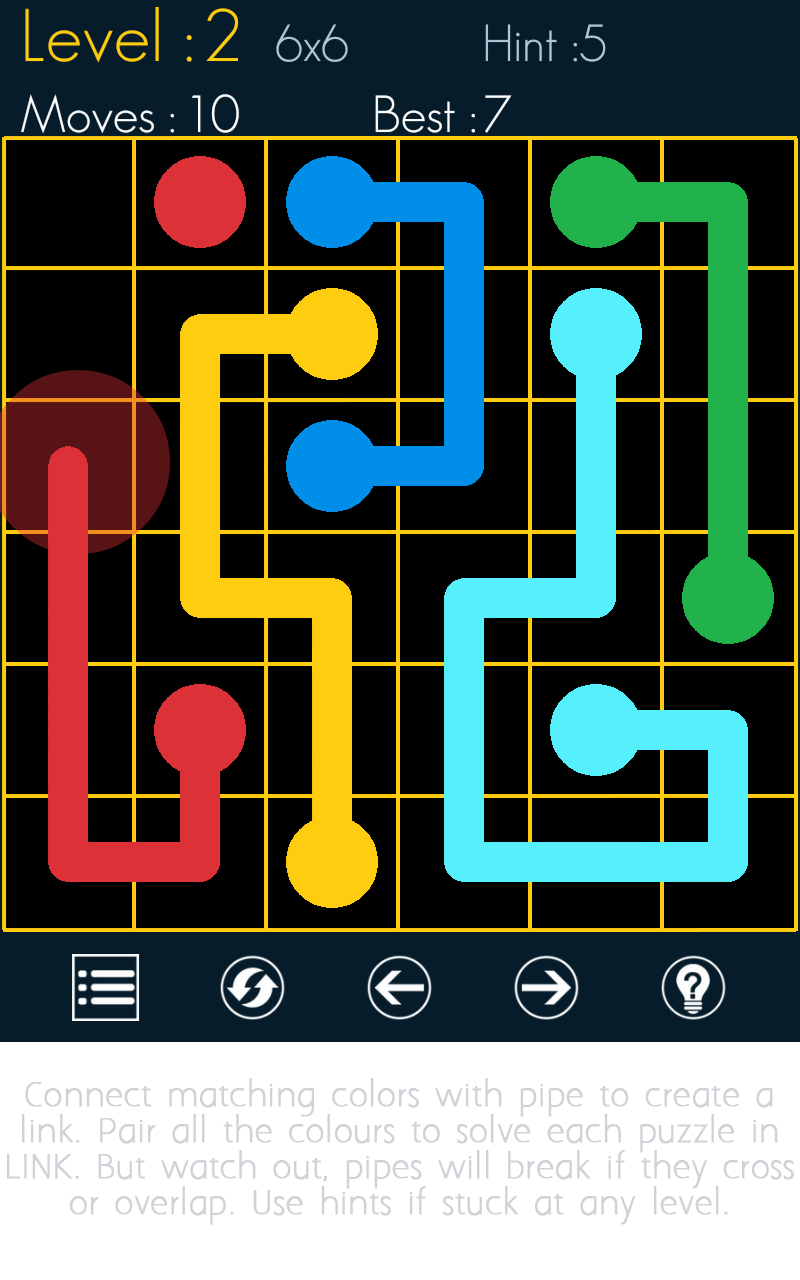 Level : 2 6x6 Hint :5
Moves : 10 Best :7
Connect matching colors with pipe to create a
link. Pair all the colours to solve each puzzle in
LINK. But watch out, pipes will break if they cross
or overlap. Use hints if stuck at any level.